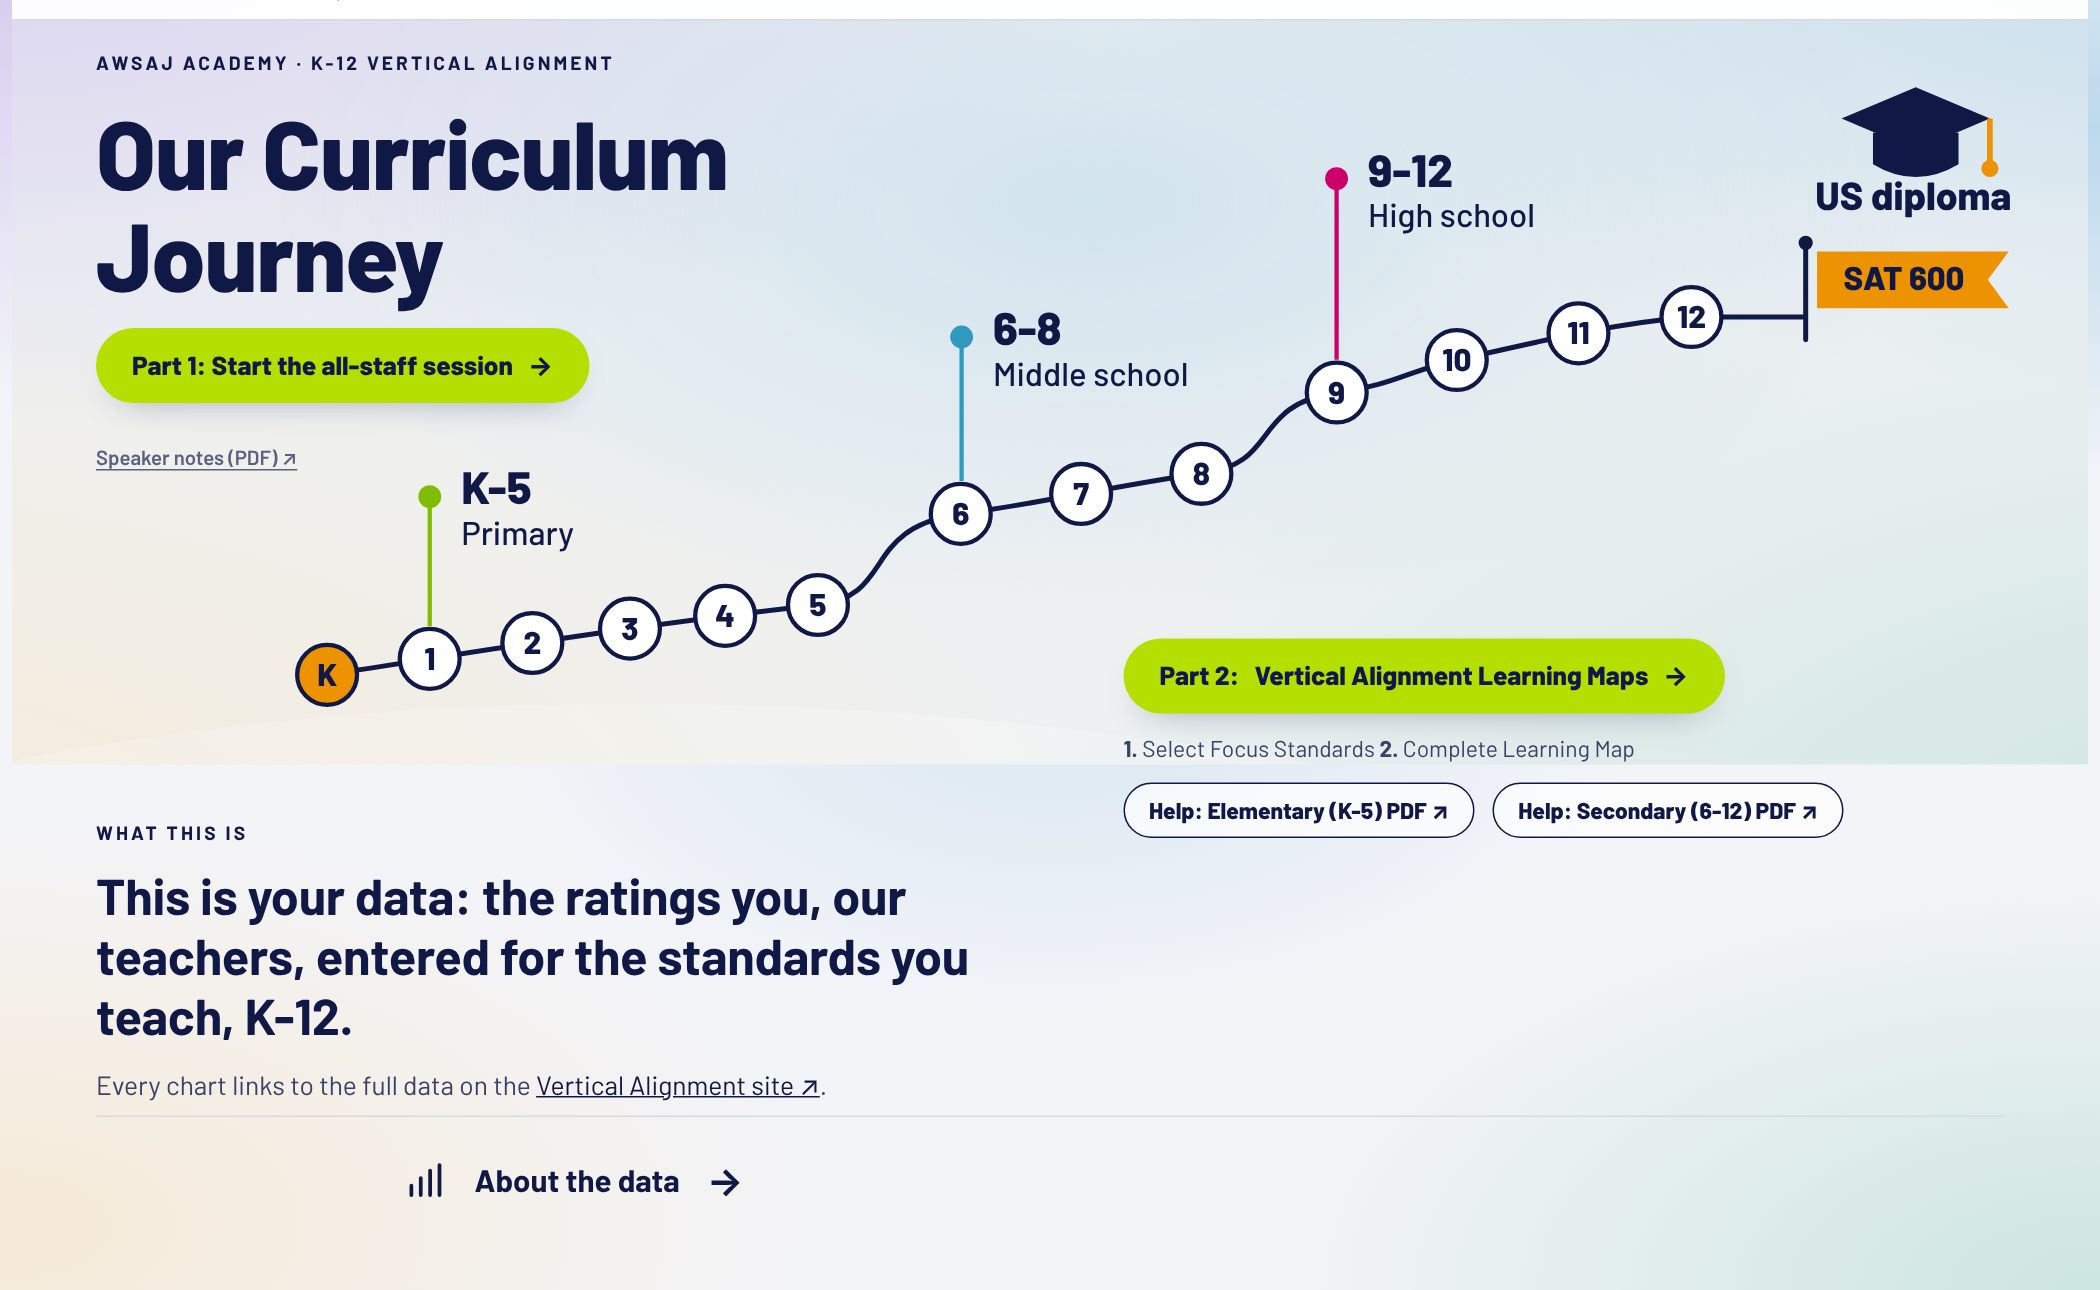 AWSAJ ACADEMY · K-12 VERTICAL ALIGNMENT
Our Curriculum
Journey
Part 1: Start the all-staff session →
Speaker notes (PDF) ↗
K-5
Primary
6-8
Middle school
9-12
High school
US diploma
SAT 600
K
1
2
3
4
5
6
7
8
9
10
11
12
Part 2: Vertical Alignment Learning Maps →
1. Select Focus Standards 2. Complete Learning Map
Help: Elementary (K-5) PDF ↗
Help: Secondary (6-12) PDF ↗
WHAT THIS IS
This is your data: the ratings you, our
teachers, entered for the standards you
teach, K-12.
Every chart links to the full data on the Vertical Alignment site ↗.
About the data →